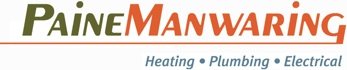 PAINEMANWARING
Heating • Plumbing • Electrical